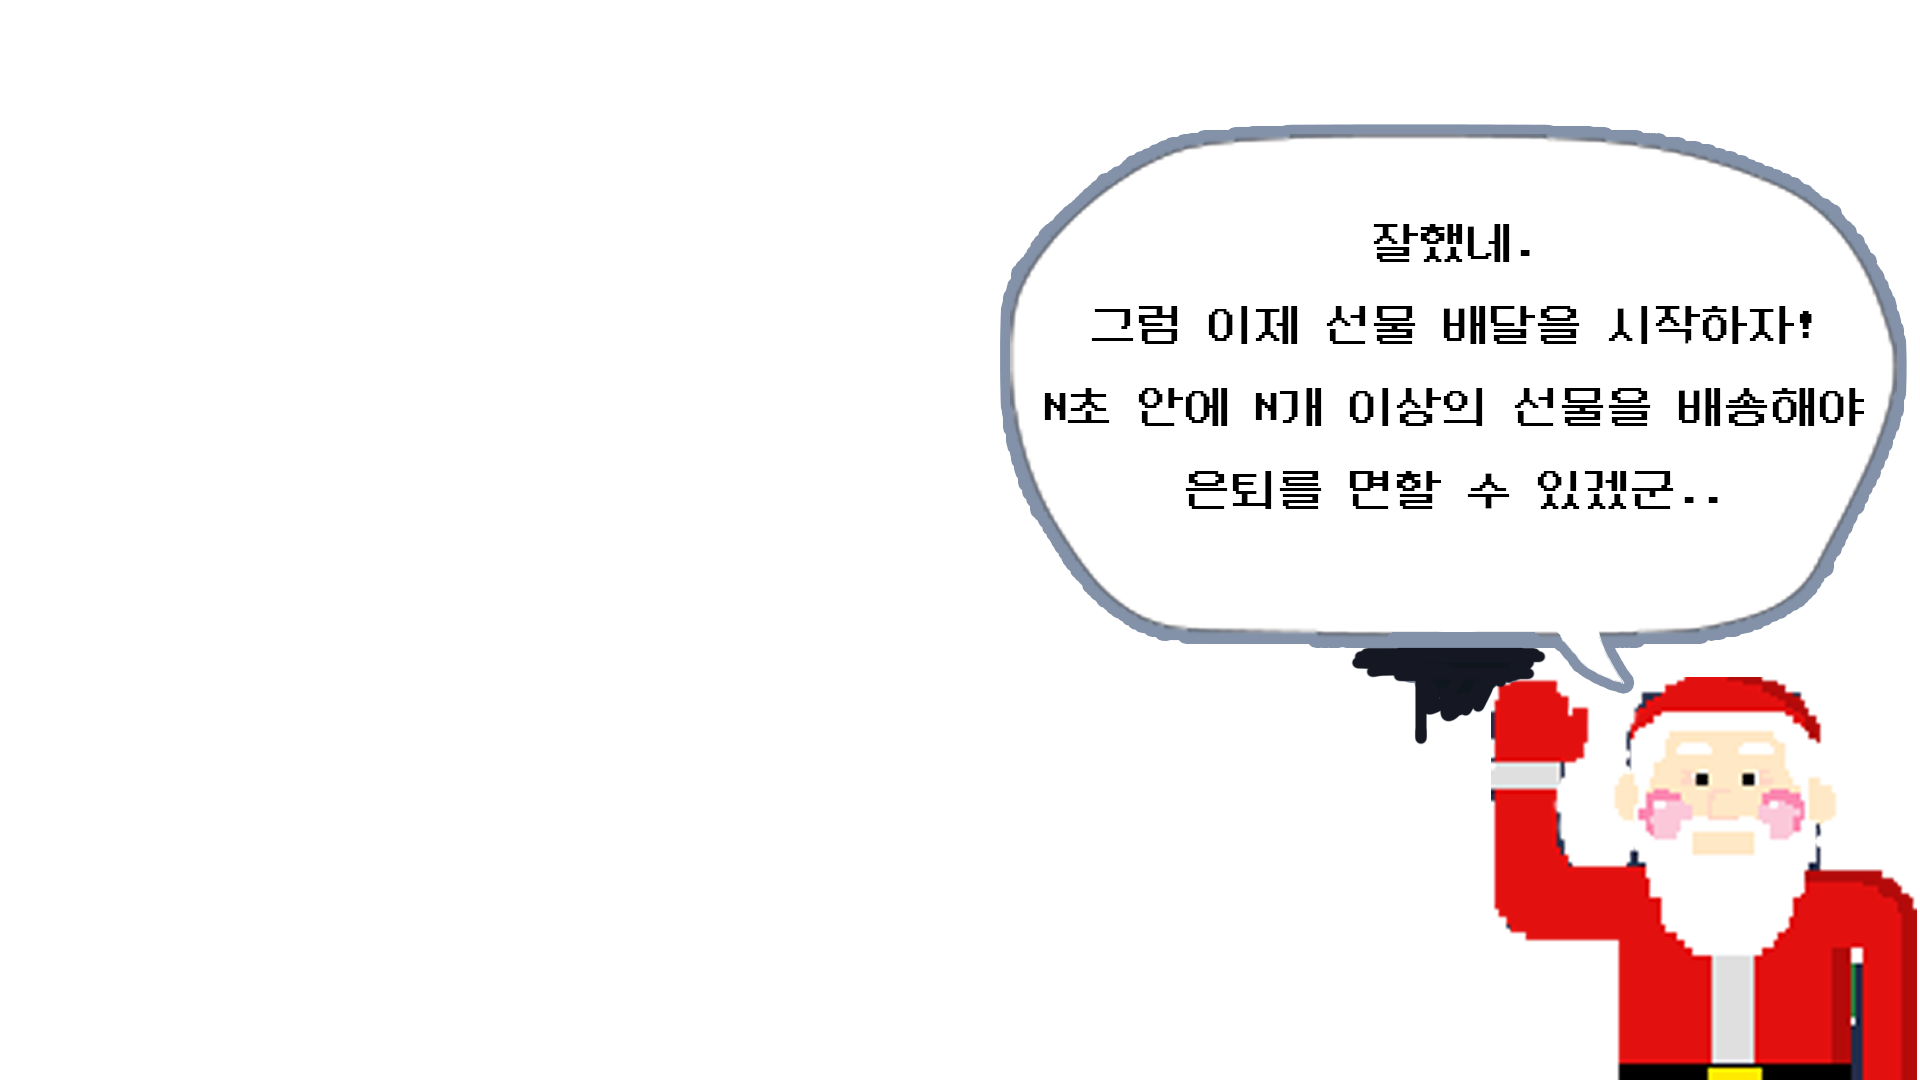 잘했네.
그럼 이제 선물 배달을 시작하자!
N초 안에 N개 이상의 선물을 배송해야
은퇴를 면할 수 있겠군..